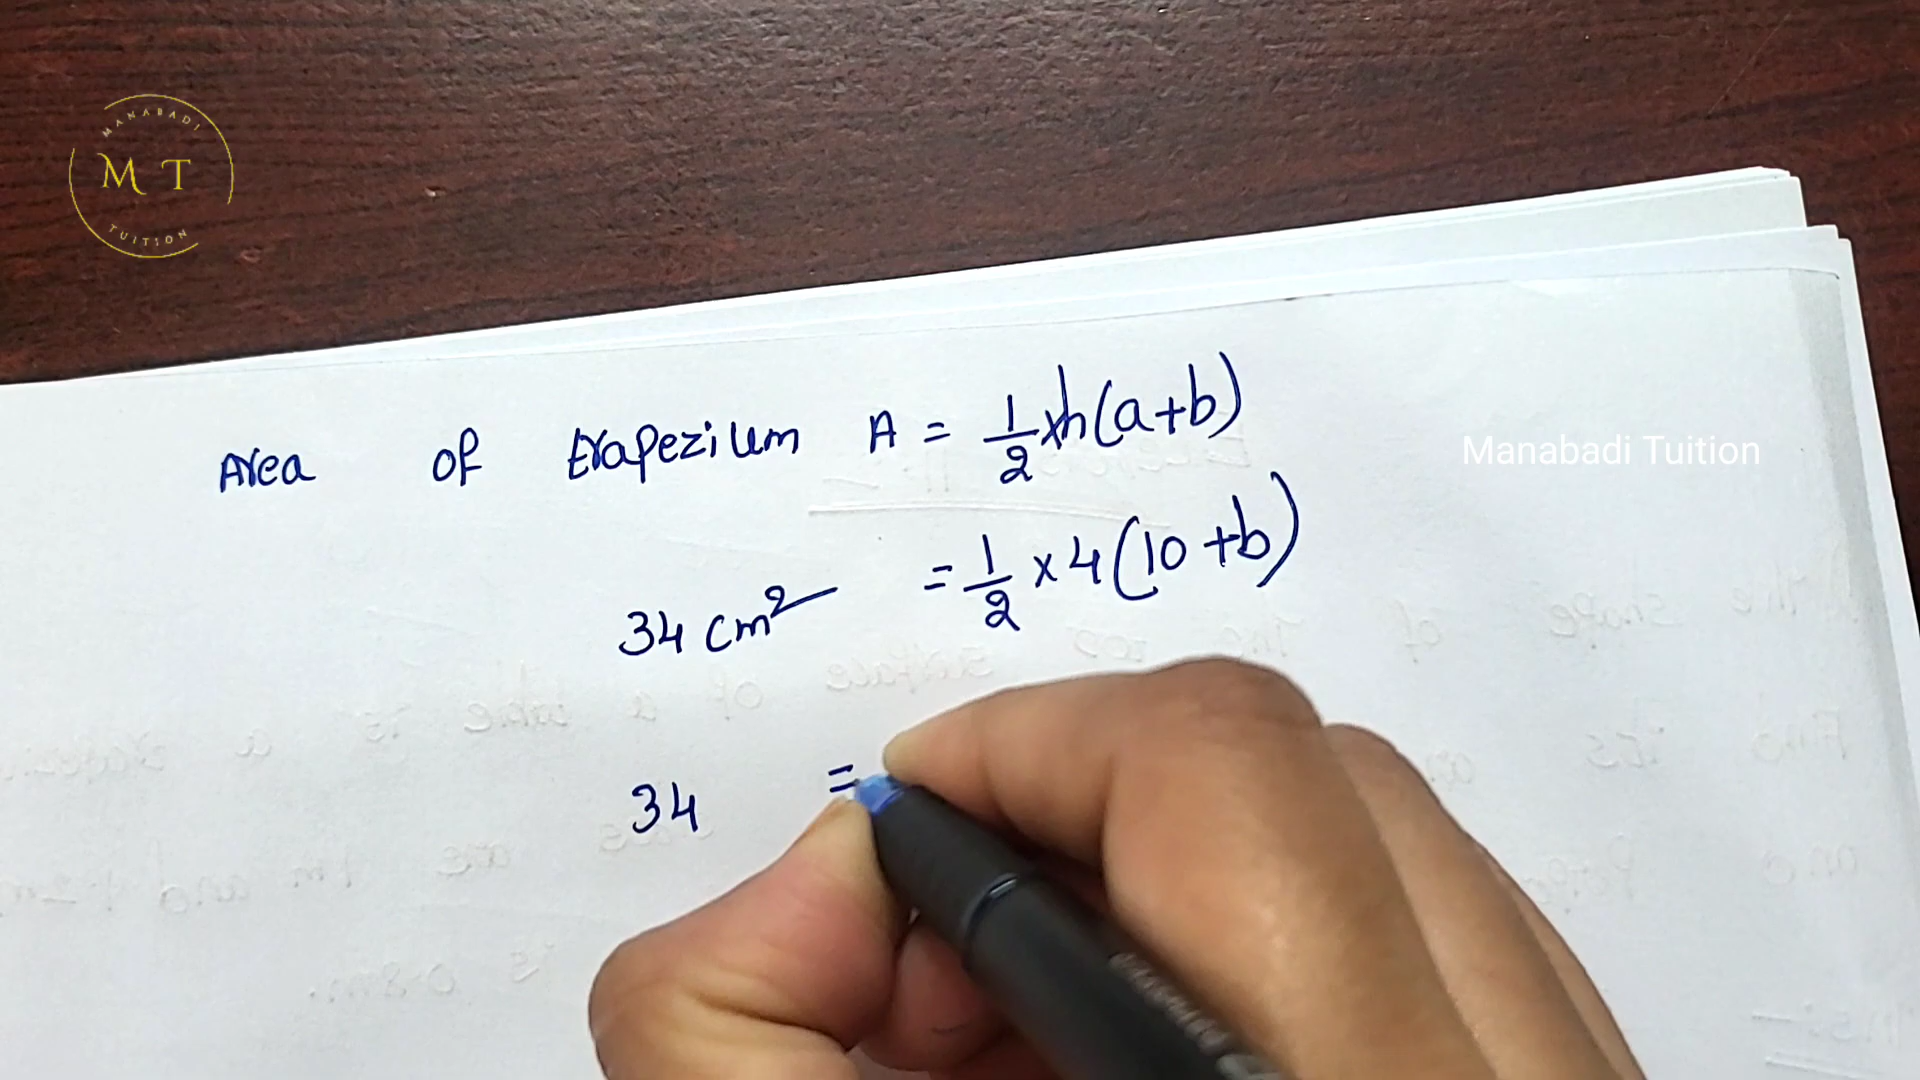 MANABADI
M T
TUITION
Area of trapezium A = 1/2 × h(a+b)
Manabadi Tuition
34 cm² = 1/2 × 4(10+b)
34 =